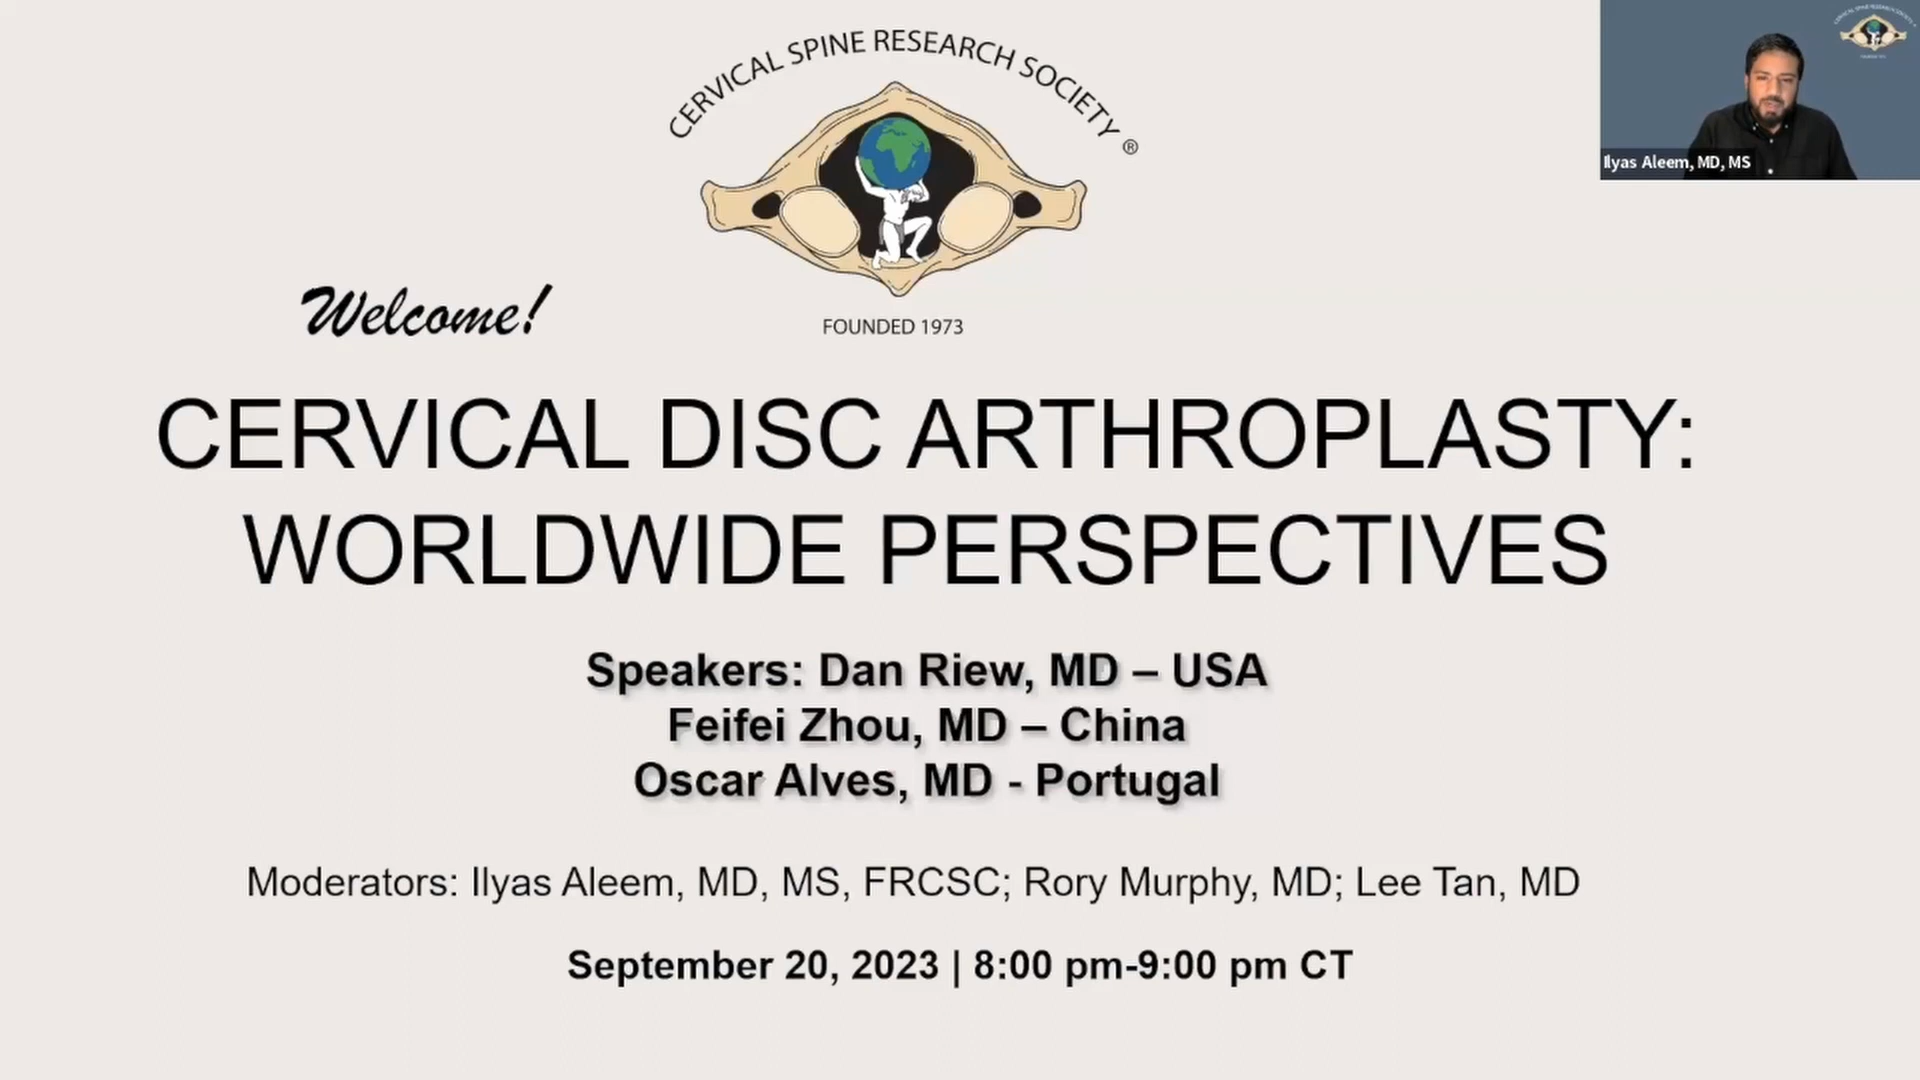 CERVICAL SPINE RESEARCH SOCIETY ®
FOUNDED 1973
Ilyas Aleem, MD, MS
Welcome!
CERVICAL DISC ARTHROPLASTY:
WORLDWIDE PERSPECTIVES
Speakers: Dan Riew, MD – USA
Feifei Zhou, MD – China
Oscar Alves, MD - Portugal
Moderators: Ilyas Aleem, MD, MS, FRCSC; Rory Murphy, MD; Lee Tan, MD
September 20, 2023 | 8:00 pm-9:00 pm CT